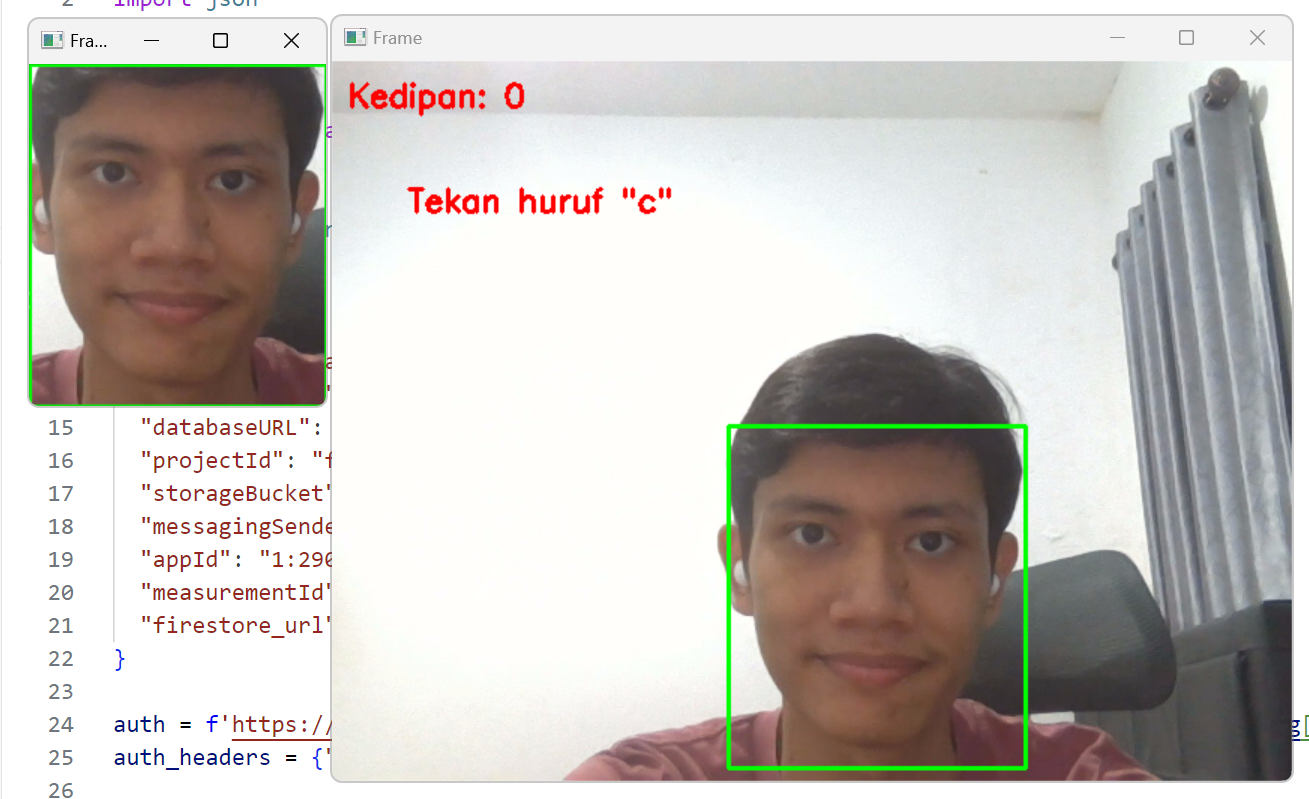 2 import json
Fra...
Frame
Kedipan: 0
Tekan huruf "c"
15 "databaseURL":
16 "projectId": "f
17 "storageBucket"
18 "messagingSende
19 "appId": "1:290
20 "measurementId"
21 "firestore_url"
22 }
23
24 auth = f'https:// g[
25 auth_headers = {'
26